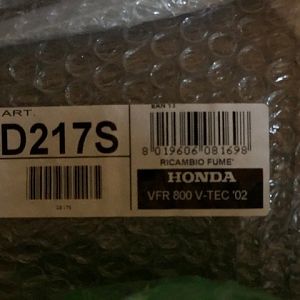 ART.
EAN 13
D217S
8 019606 081698
RICAMBIO FUME'
HONDA
VFR 800 V-TEC '02